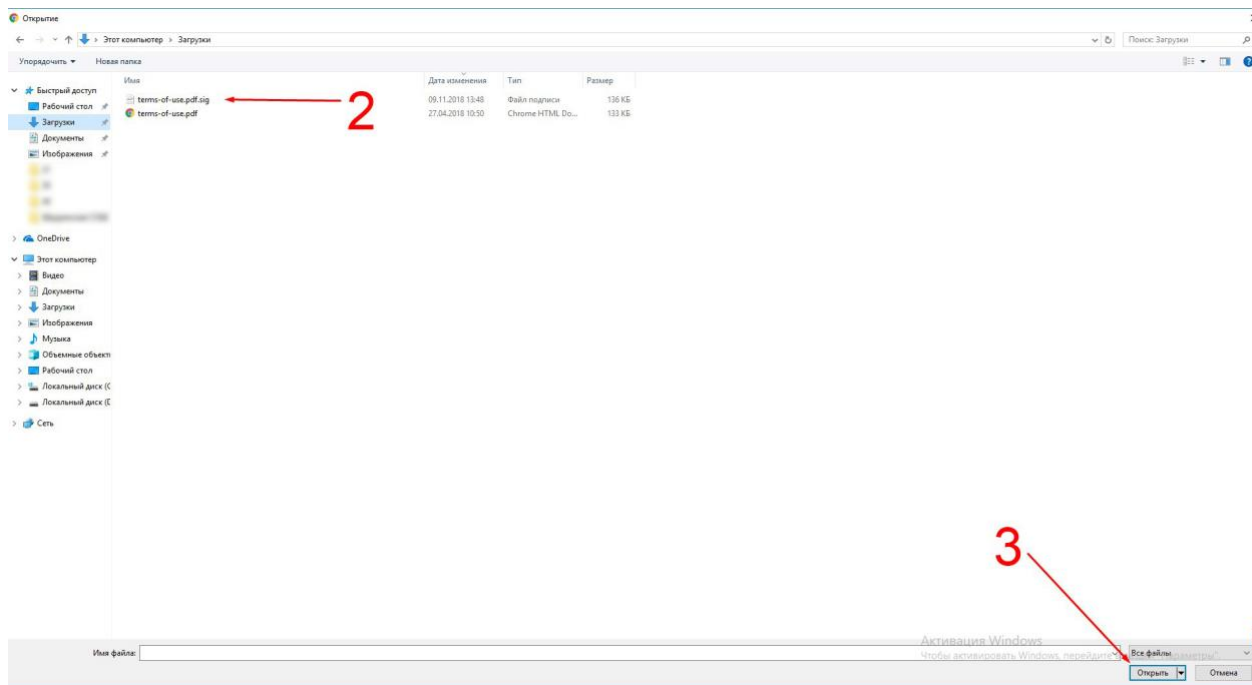 Открытие
Этот компьютер > Загрузки
Поиск: Загрузки
Упорядочить
Новая папка
Имя
Дата изменения
Тип
Размер
terms-of-use.pdf.sig
09.11.2018 13:48
Файл подписи
136 КБ
terms-of-use.pdf
27.04.2018 10:50
Chrome HTML Do...
133 КБ
2
Быстрый доступ
Рабочий стол
Загрузки
Документы
Изображения
OneDrive
Этот компьютер
Видео
Документы
Загрузки
Изображения
Музыка
Объемные объект
Рабочий стол
Локальный диск (C
Локальный диск (D
Сеть
3
Активация Windows
Чтобы активировать Windows, перейдите
"Параметры".
Имя файла:
Все файлы
Открыть
Отмена